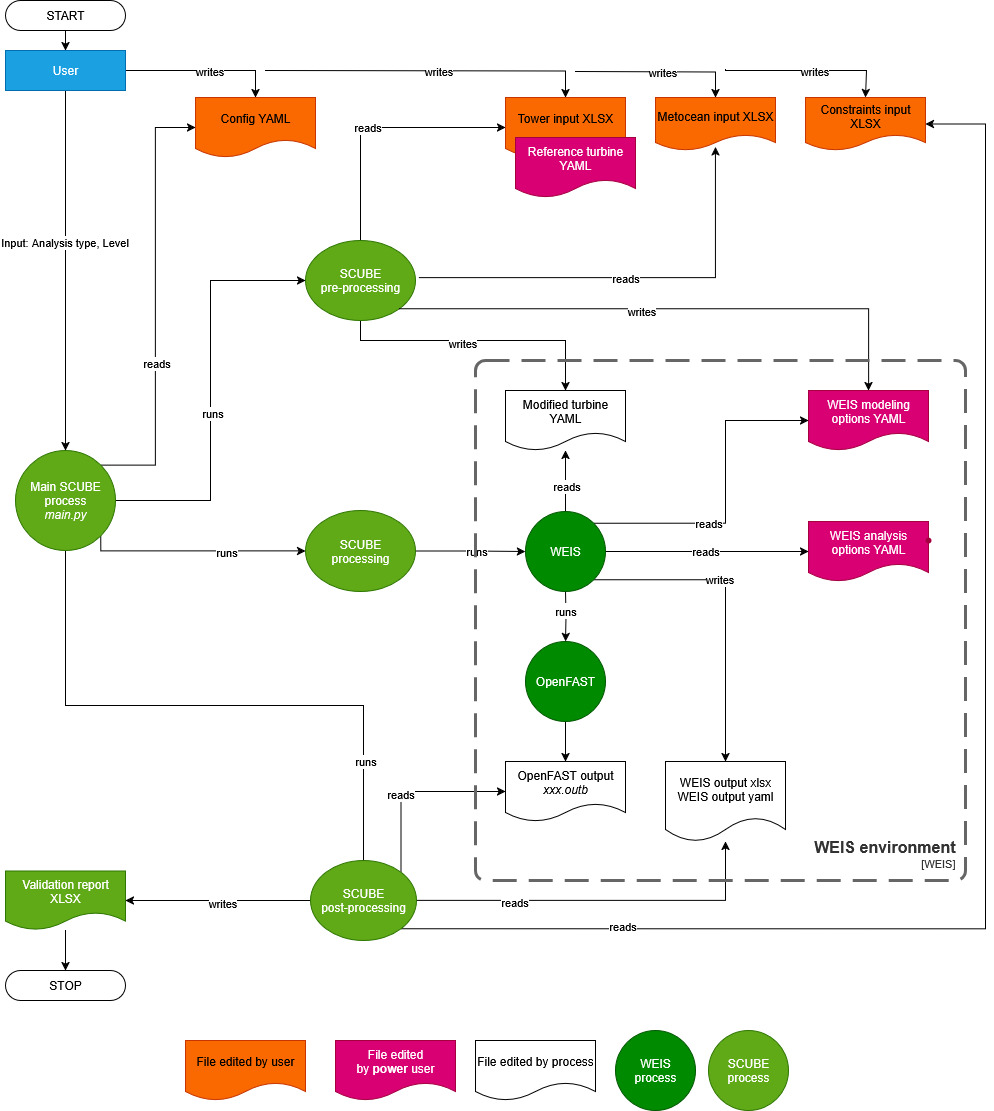 START
User
writes
writes
writes
writes
Config YAML
Tower input XLSX
Metocean input XLSX
Constraints input
XLSX
reads
Reference turbine
YAML
Input: Analysis type, Level
SCUBE
pre-processing
reads
writes
writes
reads
runs
Modified turbine
YAML
WEIS modeling
options YAML
Main SCUBE
process
main.py
reads
reads
runs
SCUBE
processing
runs
WEIS
reads
WEIS analysis
options YAML
writes
runs
OpenFAST
runs
OpenFAST output
xxx.outb
WEIS output xlsx
WEIS output yaml
reads
WEIS environment
[WEIS]
Validation report
XLSX
writes
SCUBE
post-processing
reads
reads
STOP
File edited by user
File edited
by power user
File edited by process
WEIS
process
SCUBE
process